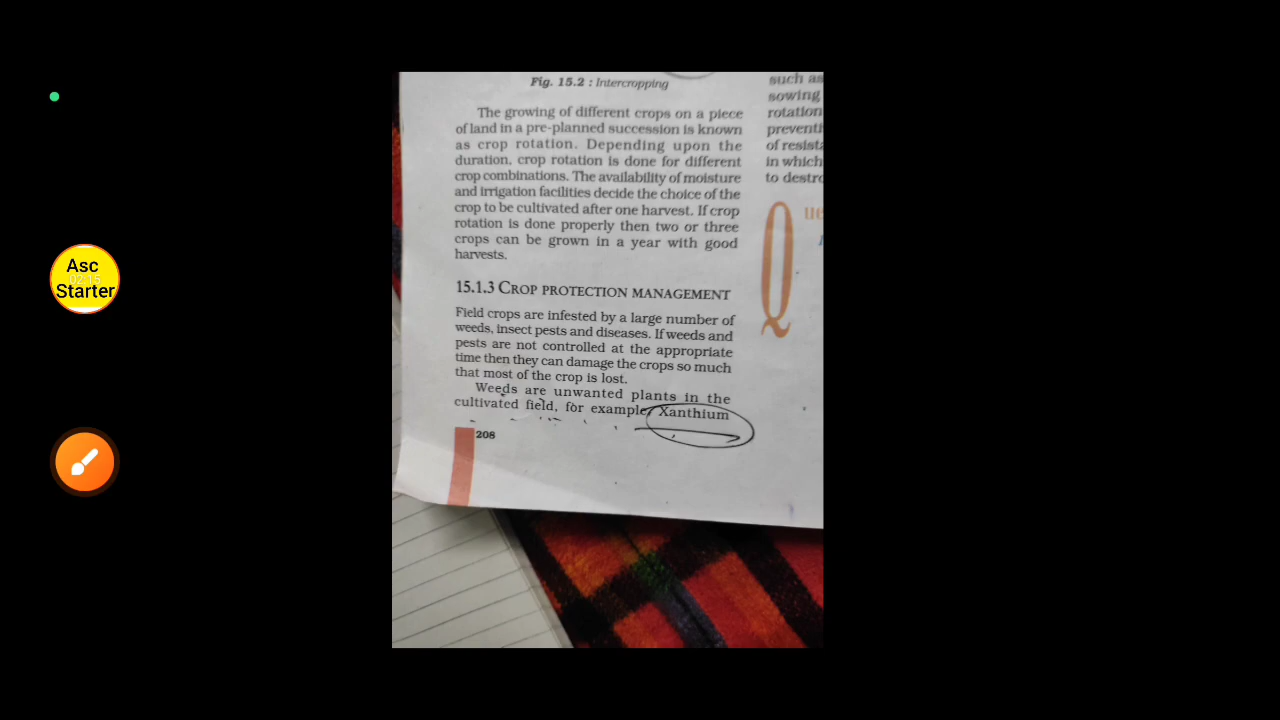 Asc
02:15
Starter
Fig. 15.2 : Intercropping
The growing of different crops on a piece
of land in a pre-planned succession is known
as crop rotation. Depending upon the
duration, crop rotation is done for different
crop combinations. The availability of moisture
and irrigation facilities decide the choice of the
crop to be cultivated after one harvest. If crop
rotation is done properly then two or three
crops can be grown in a year with good
harvests.
15.1.3 CROP PROTECTION MANAGEMENT
Field crops are infested by a large number of
weeds, insect pests and diseases. If weeds and
pests are not controlled at the appropriate
time then they can damage the crops so much
that most of the crop is lost.
Weeds are unwanted plants in the
cultivated field, for example, Xanthium
208
such as
sowing
rotation
of
in which
to
Q